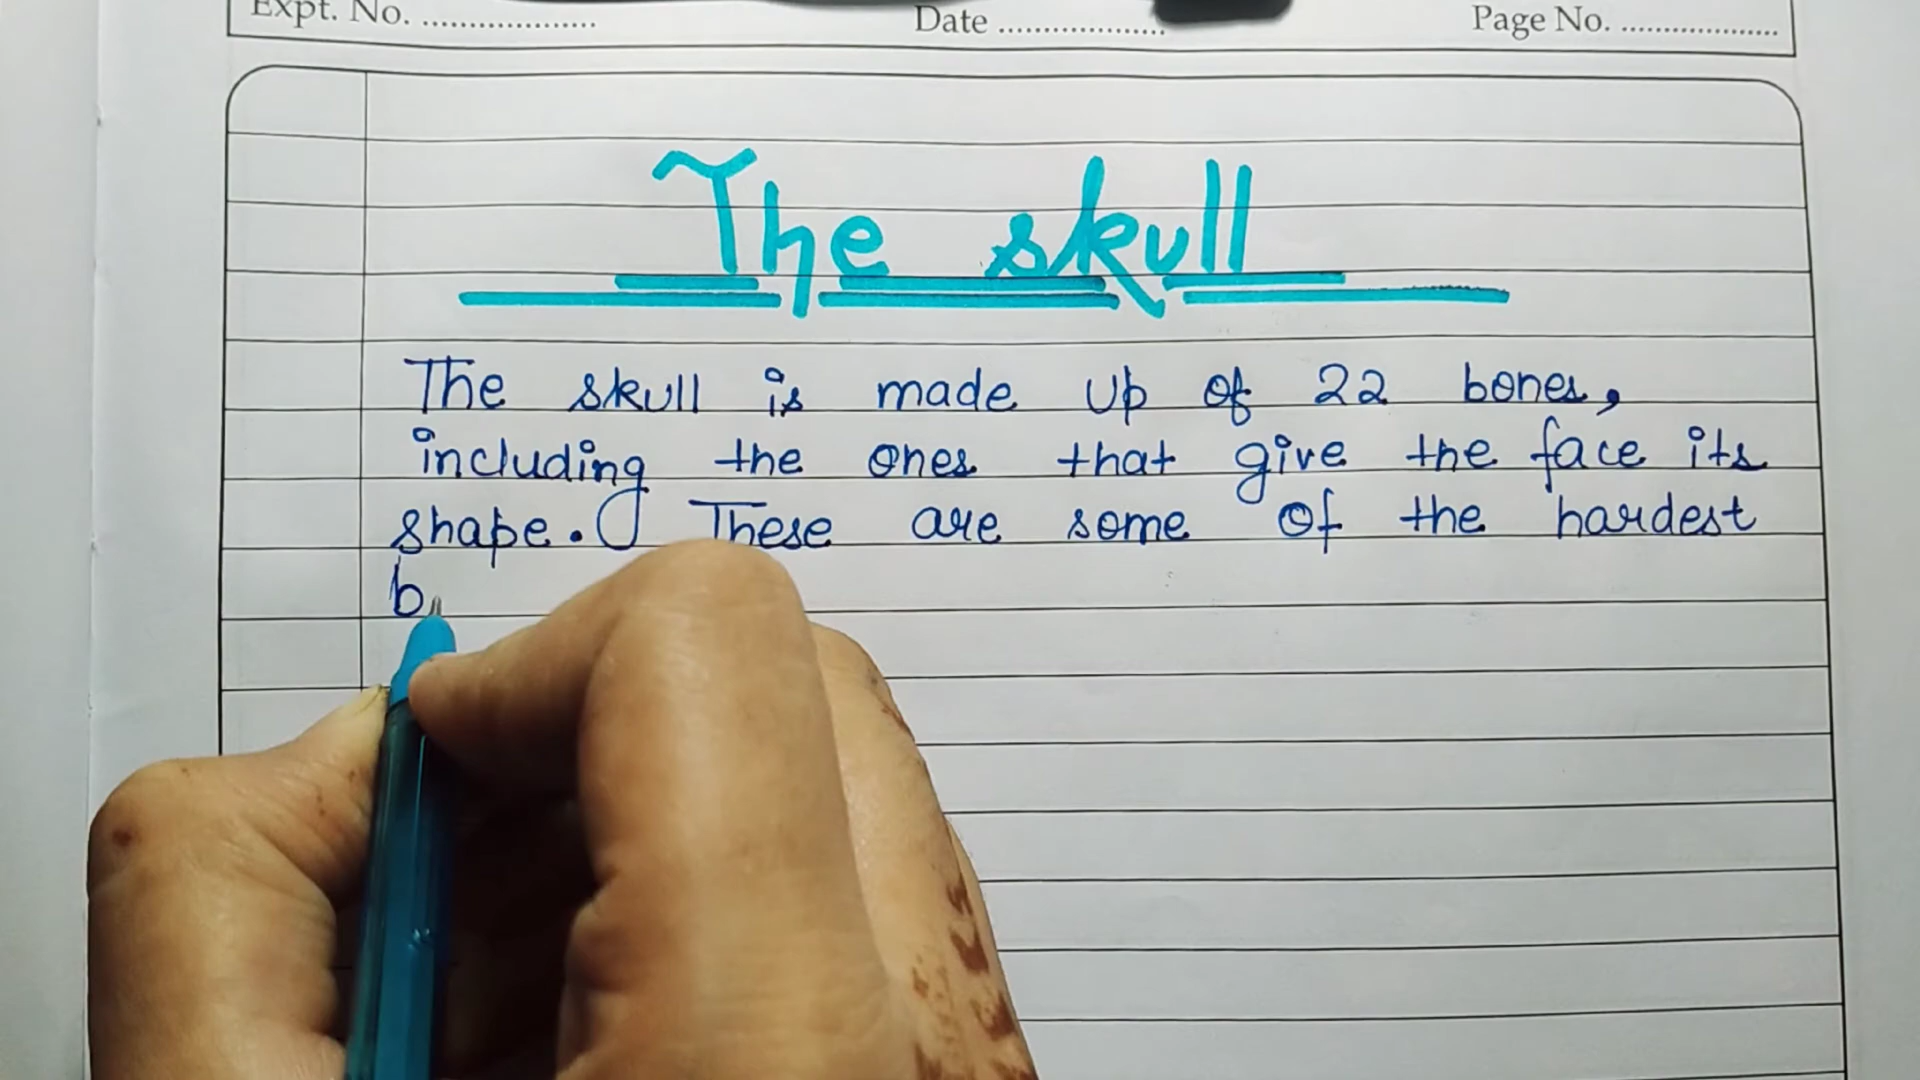 Expt. No. ................... Date ................... Page No. ...................
The skull
The skull is made up of 22 bones,
including the ones that give the face its
shape. These are some of the hardest
b